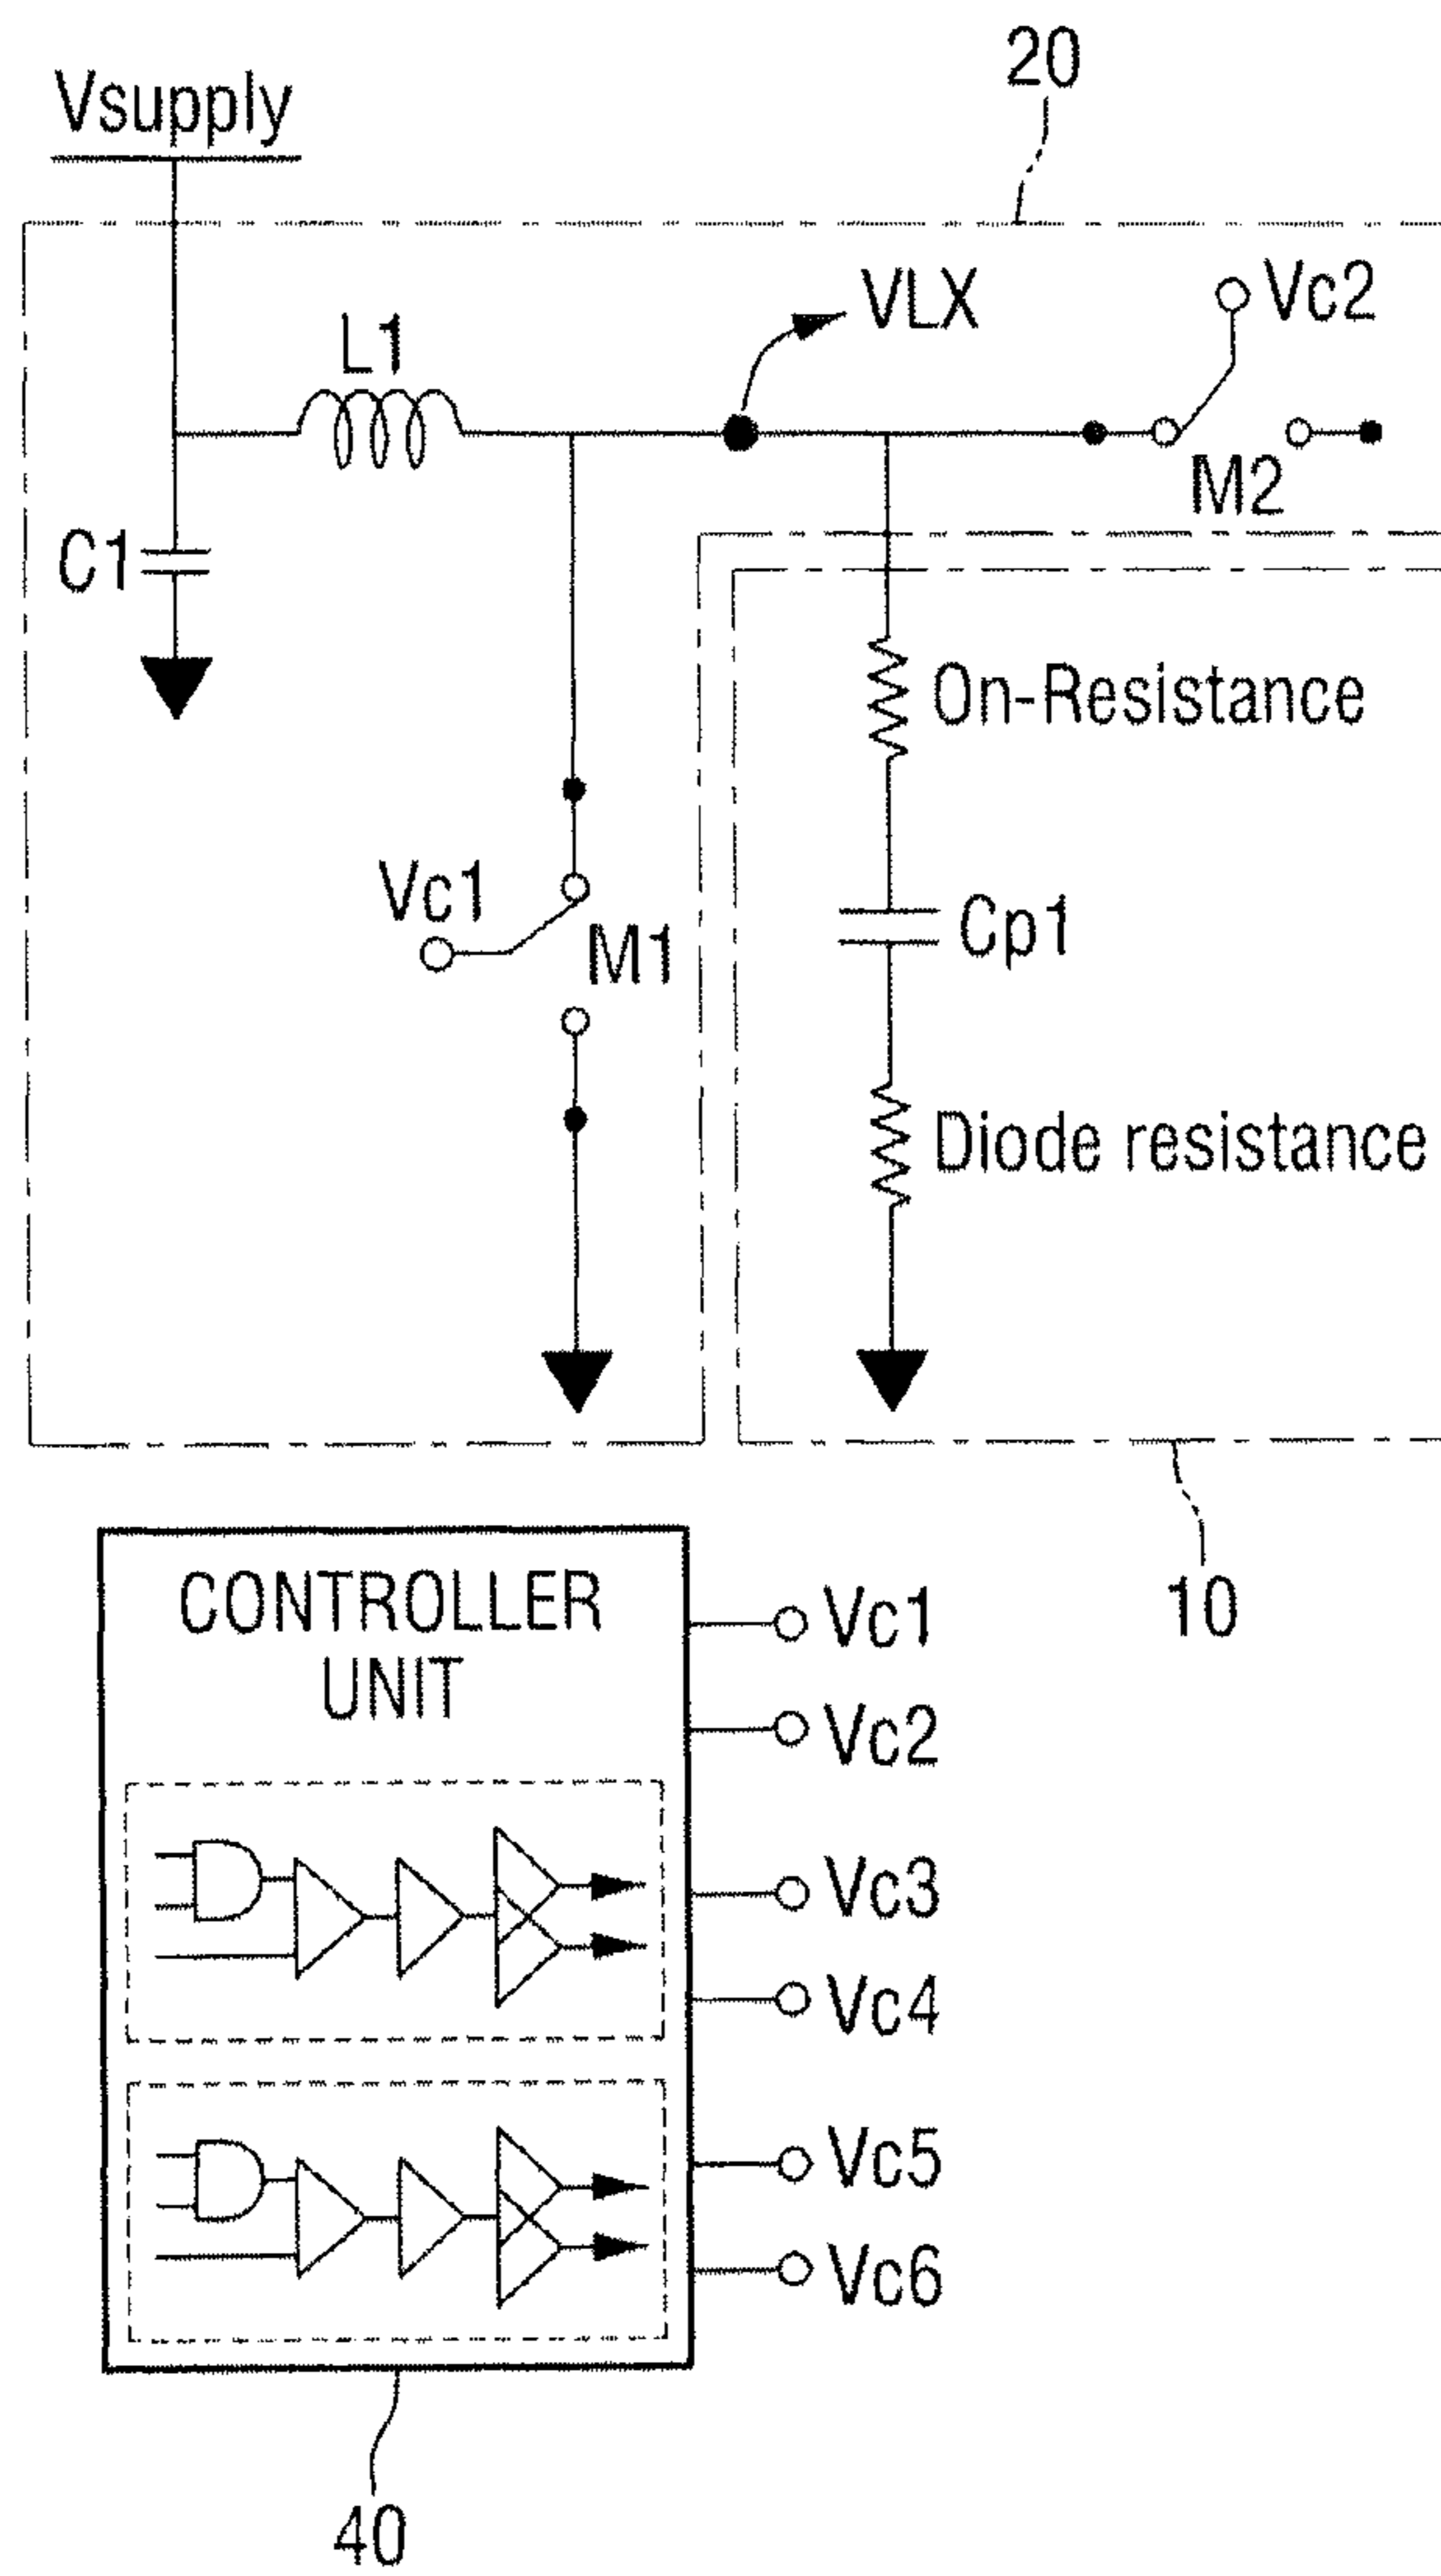 20
Vsupply
VLX
Vc2
L1
M2
C1
On-Resistance
Vc1
M1
Cp1
Diode resistance
10
CONTROLLER
UNIT
Vc1
Vc2
Vc3
Vc4
Vc5
Vc6
40